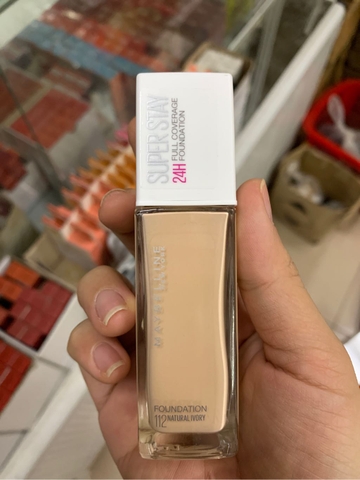 SUPER STAY
24H FULL COVERAGE
FOUNDATION
MAYBELLINE
FOUNDATION
112 NATURAL IVORY